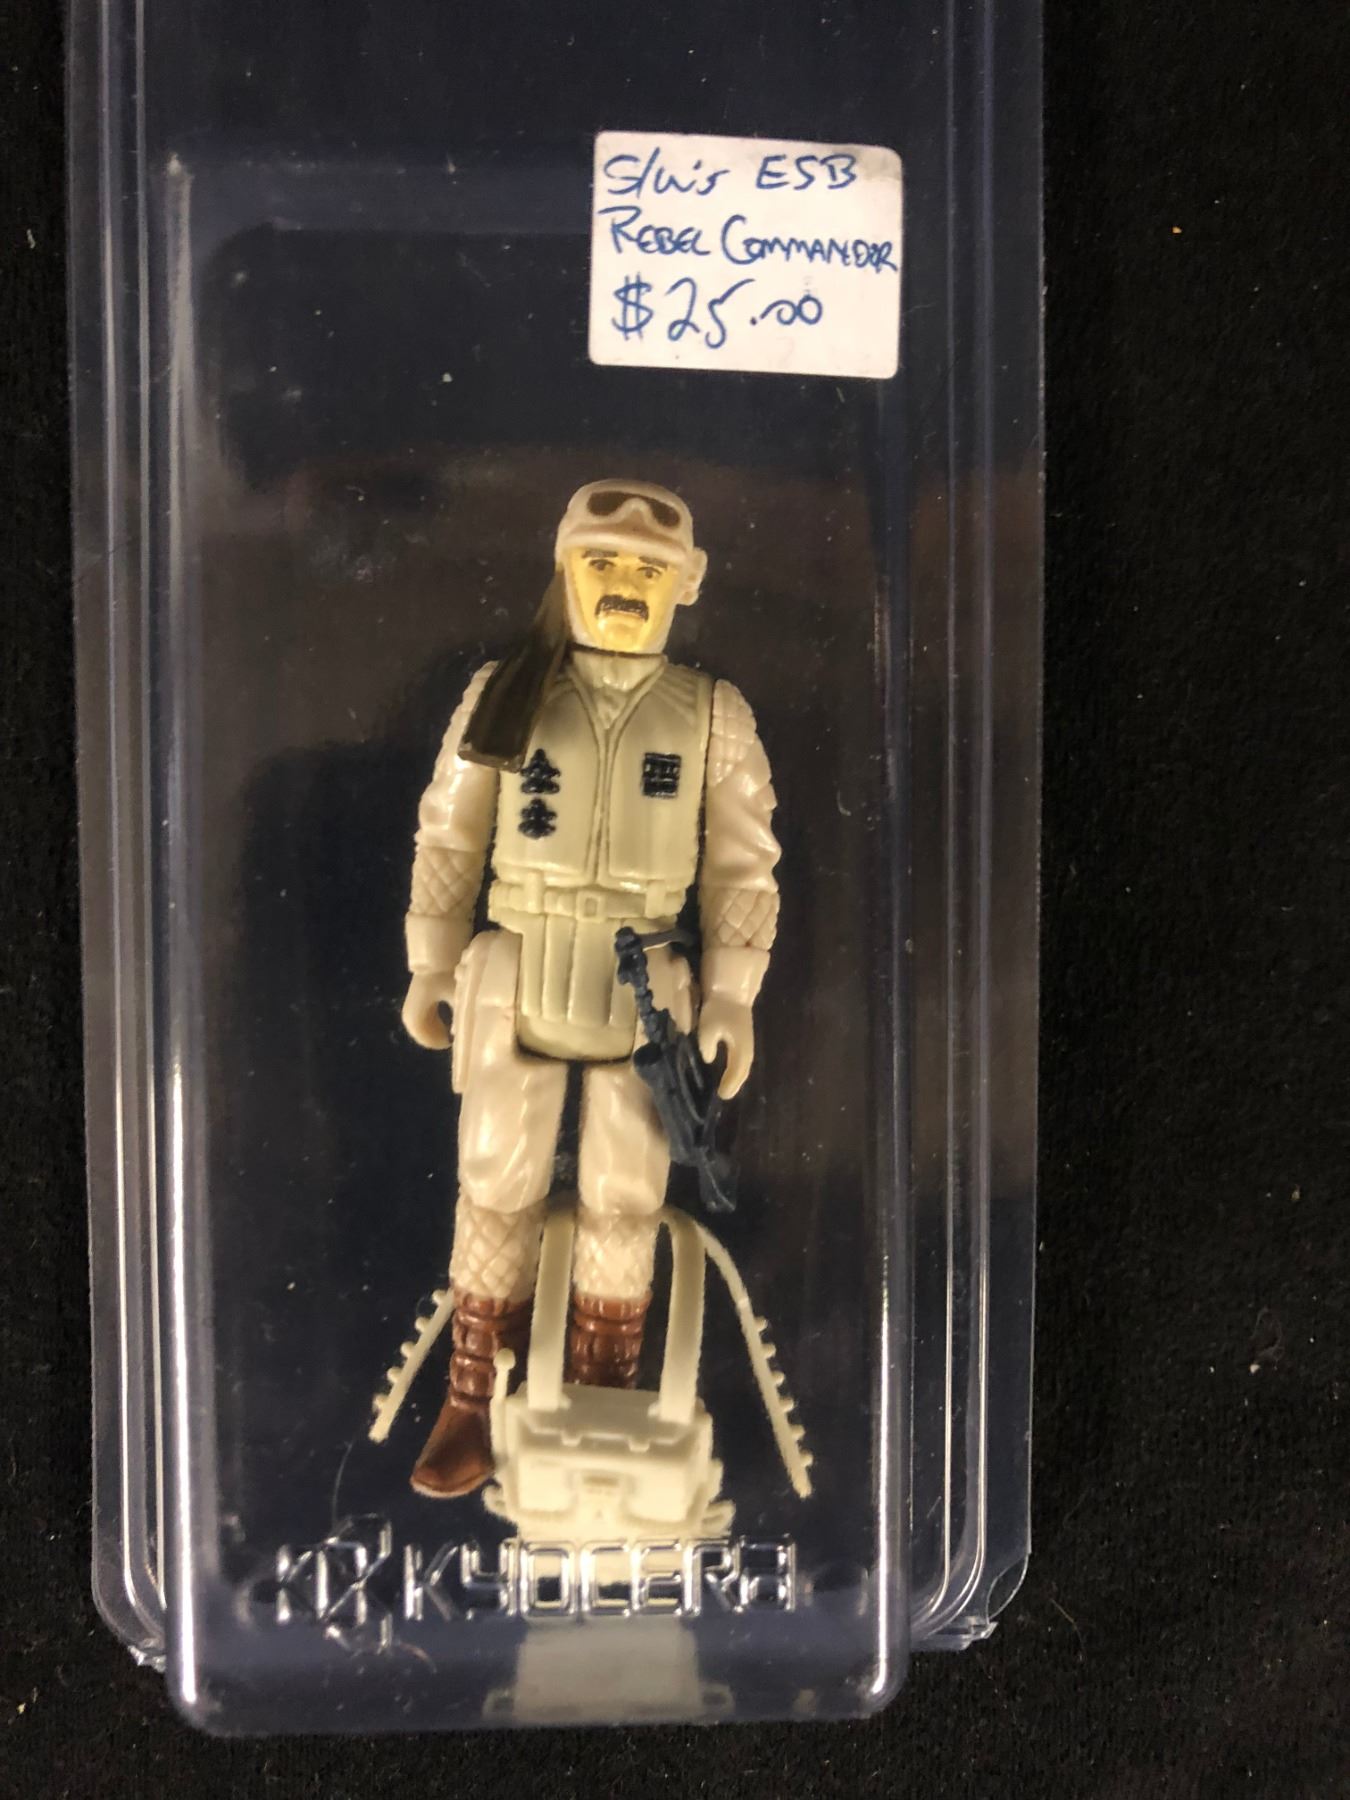 S/W's ESB
REBEL COMMANDER
$25.00
KYOCERA